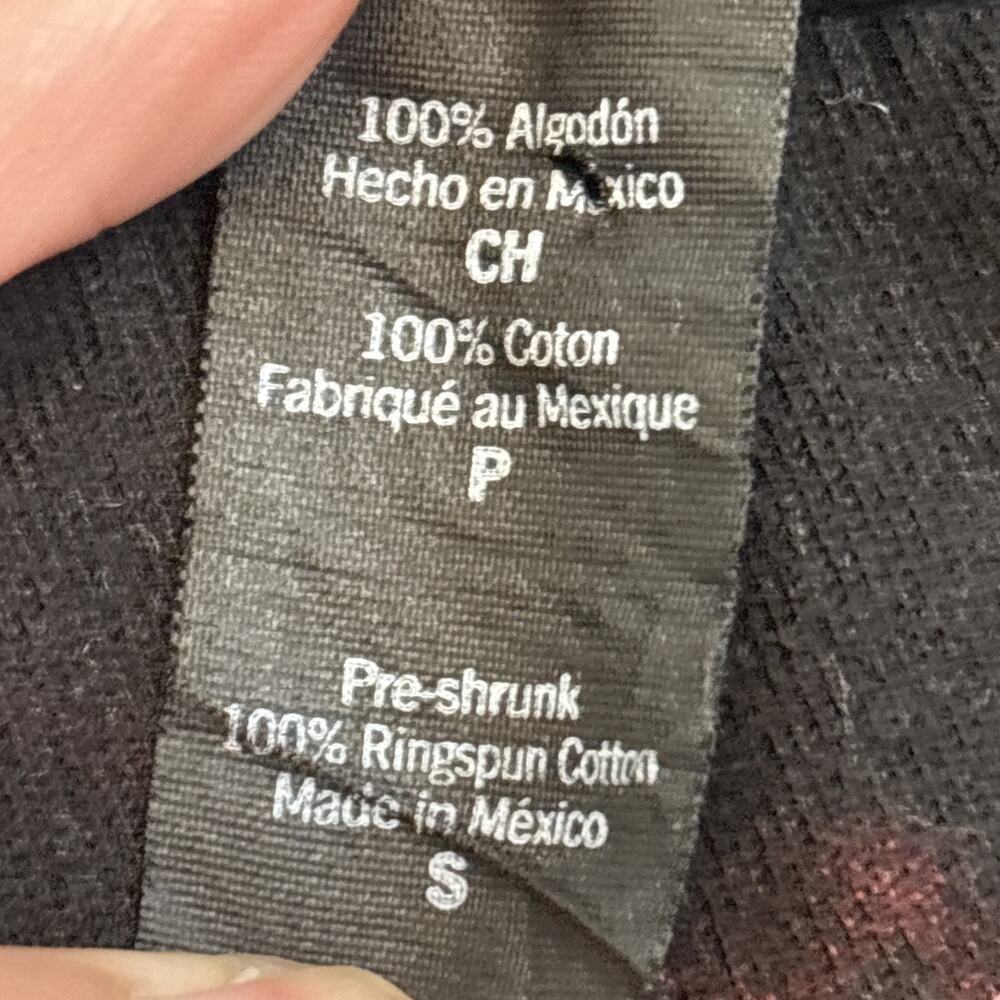 100% Algodón
Hecho en México
CH
100% Coton
Fabriqué au Mexique
P
Pre-shrunk
100% Ringspun Cotton
Made in México
S